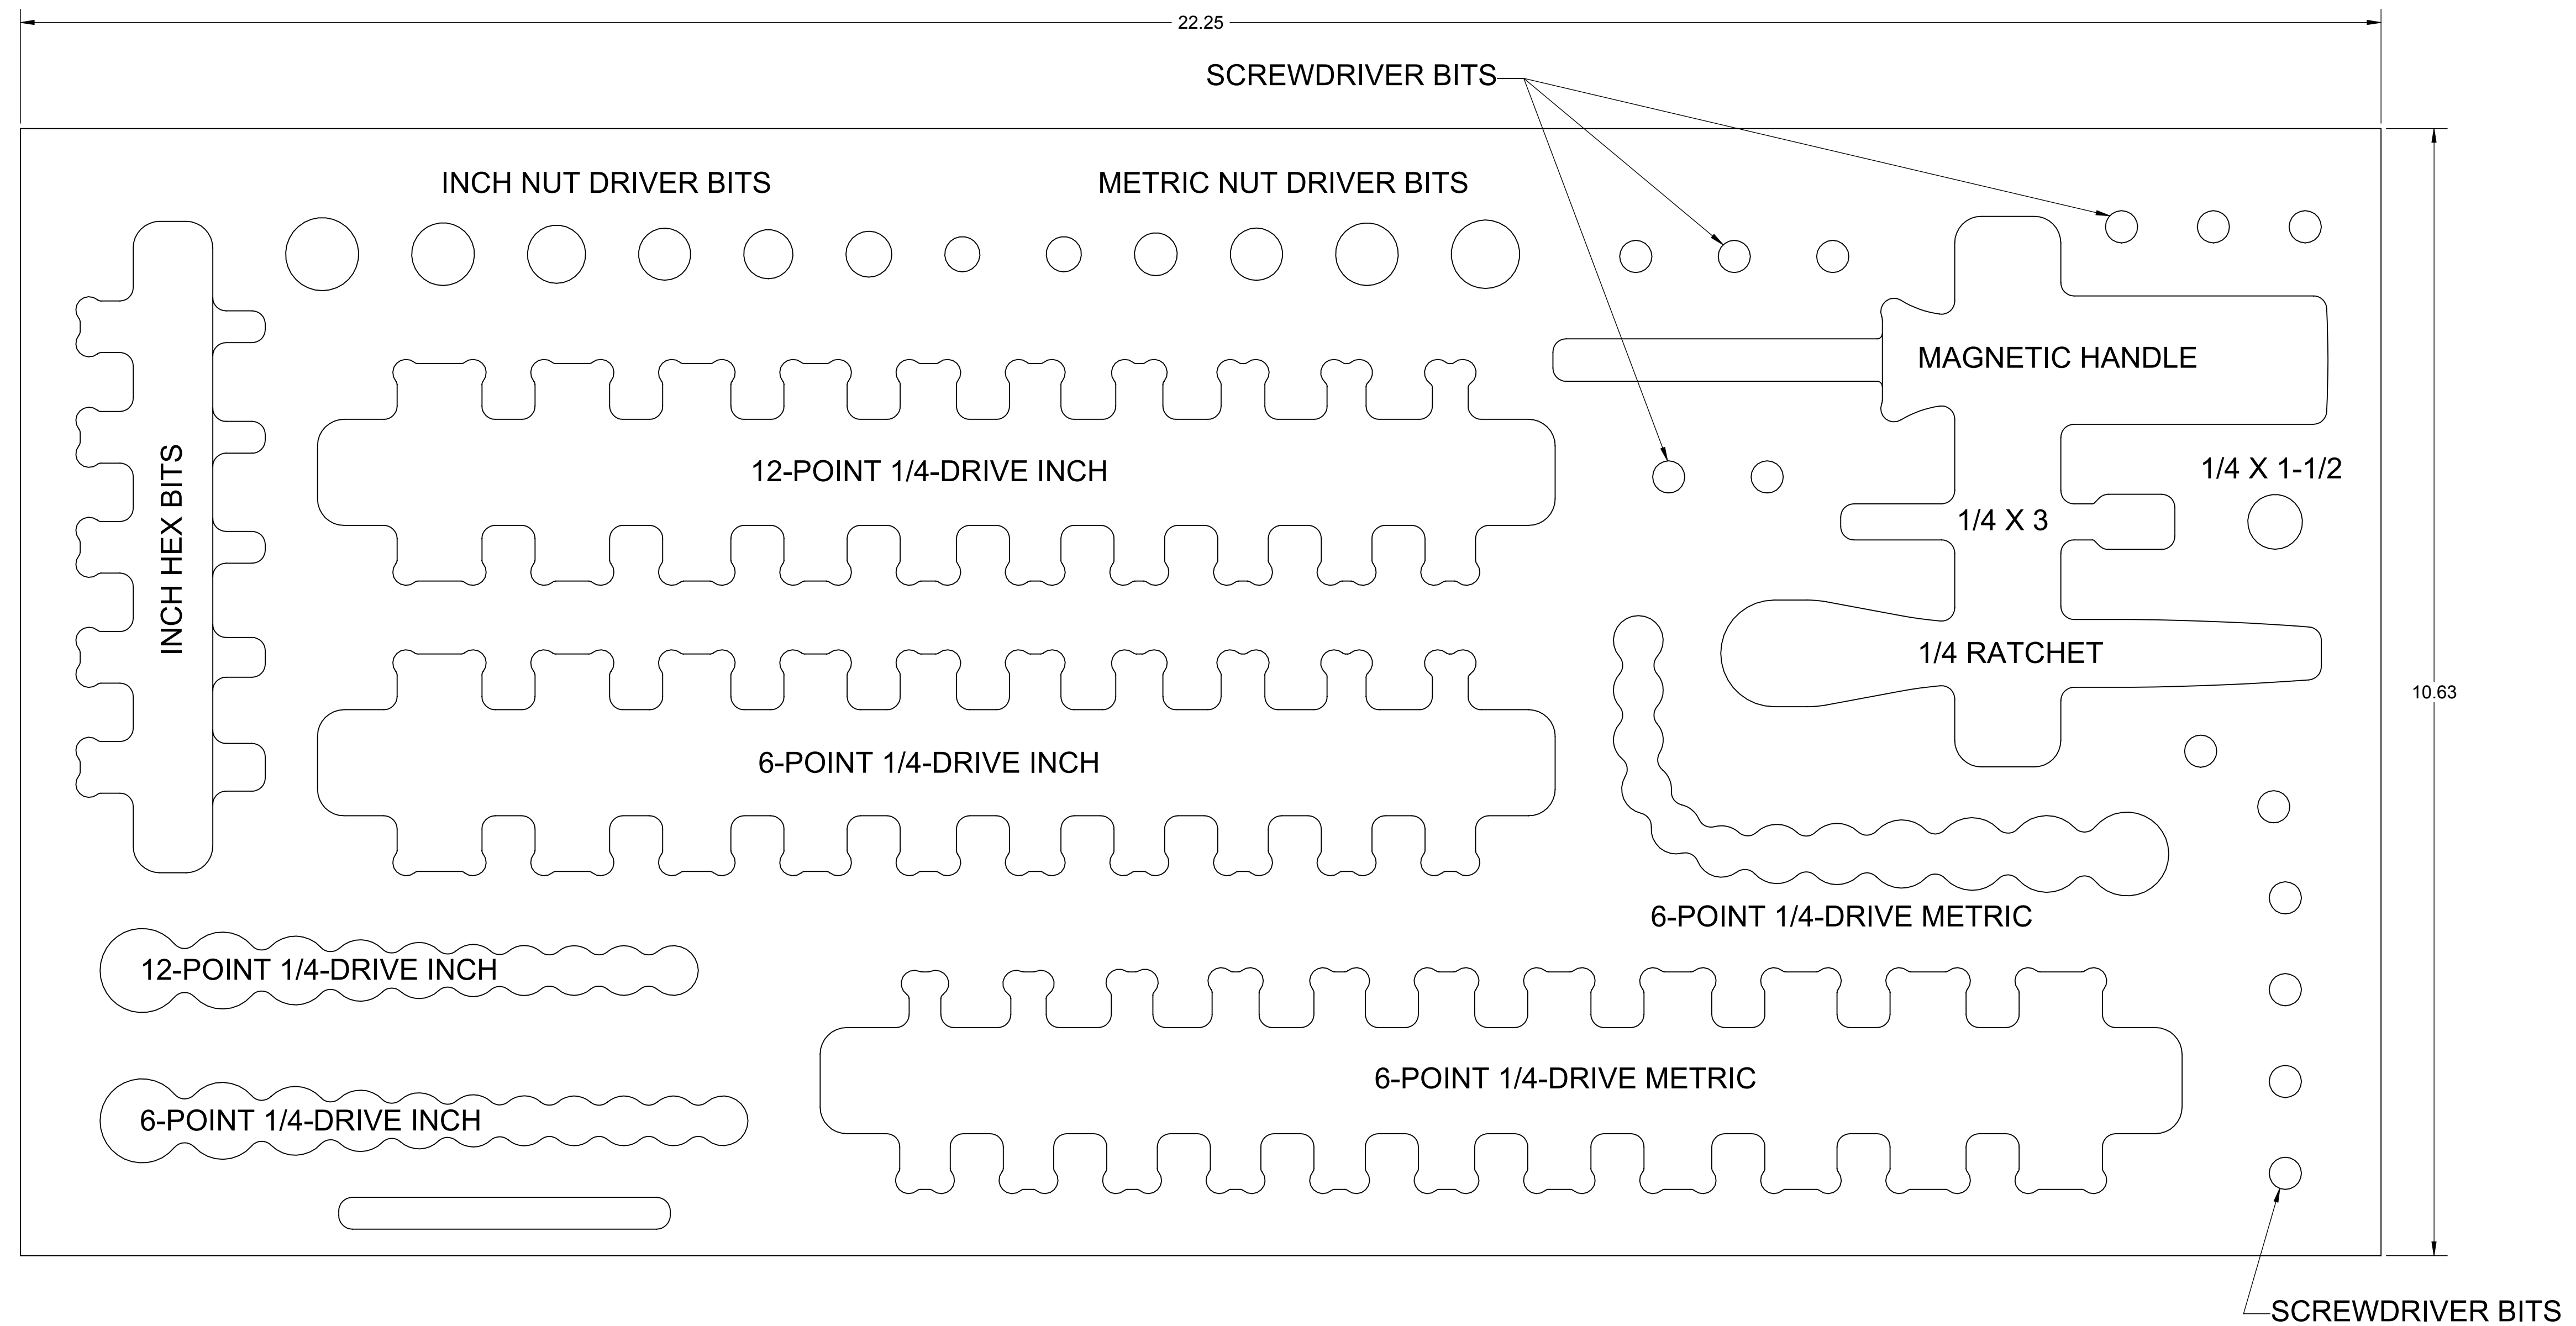 22.25
SCREWDRIVER BITS
INCH NUT DRIVER BITS
METRIC NUT DRIVER BITS
MAGNETIC HANDLE
12-POINT 1/4-DRIVE INCH
1/4 X 1-1/2
INCH HEX BITS
1/4 X 3
1/4 RATCHET
10.63
6-POINT 1/4-DRIVE INCH
6-POINT 1/4-DRIVE METRIC
12-POINT 1/4-DRIVE INCH
6-POINT 1/4-DRIVE METRIC
6-POINT 1/4-DRIVE INCH
SCREWDRIVER BITS